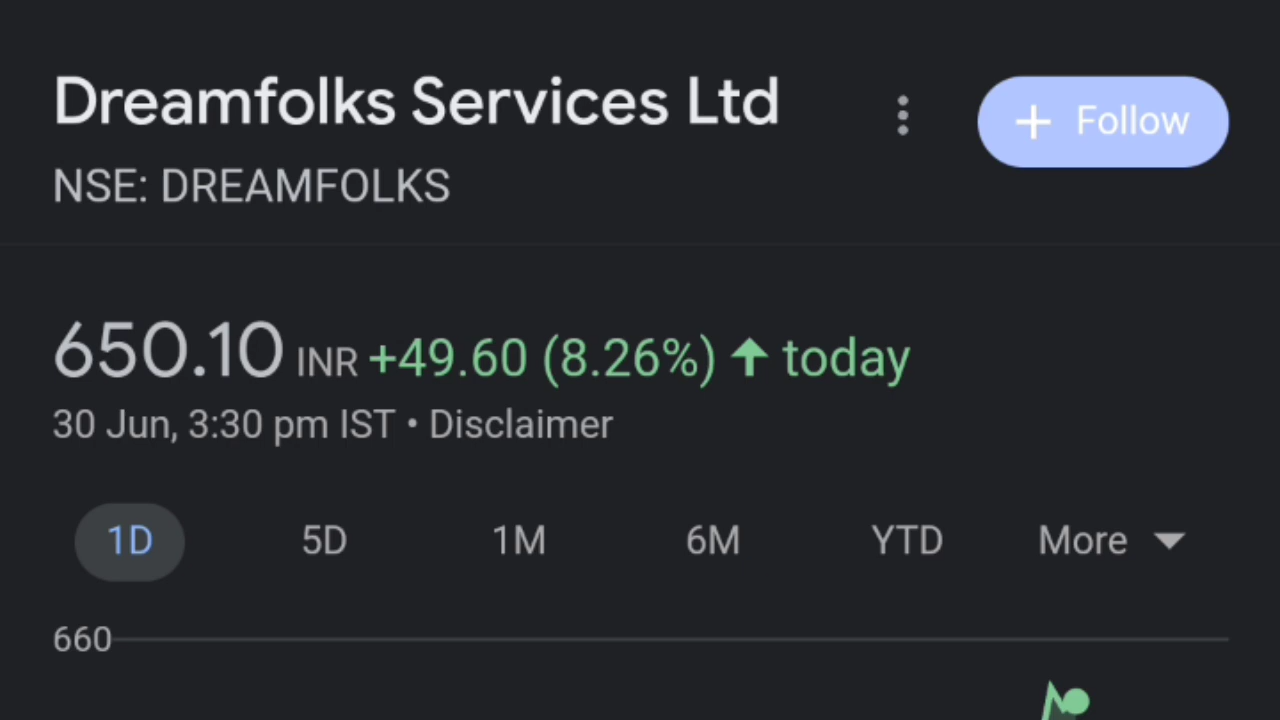 Dreamfolks Services Ltd
+ Follow
NSE: DREAMFOLKS
650.10 INR +49.60 (8.26%) ↑ today
30 Jun, 3:30 pm IST • Disclaimer
1D 5D 1M 6M YTD More
660